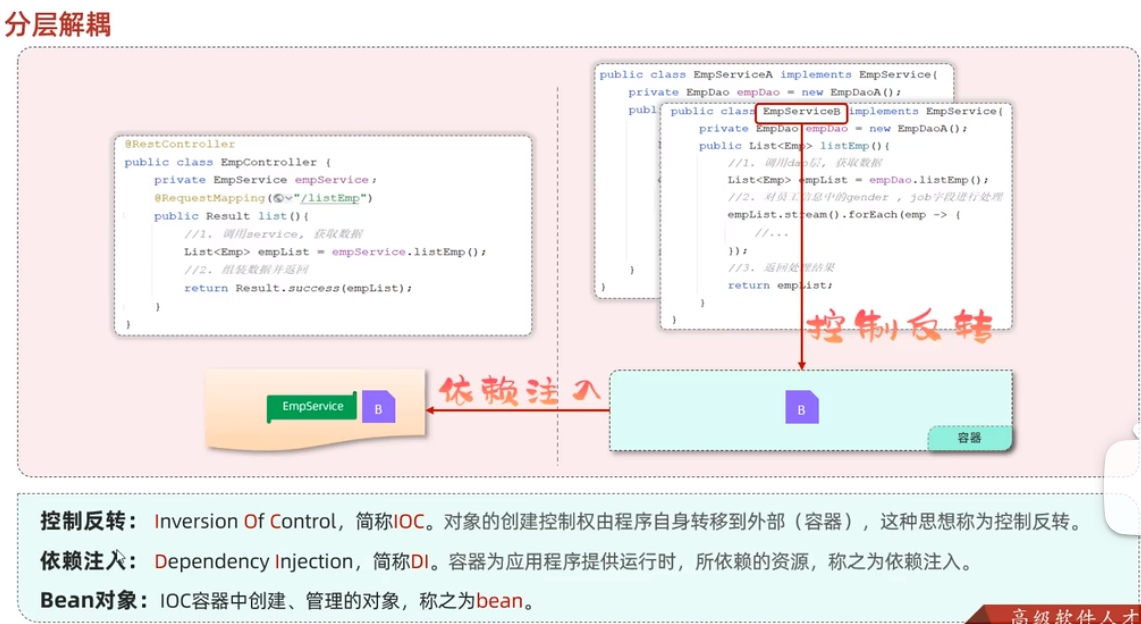 分层解耦
@RestController
public class EmpController {
private EmpService empService;
@RequestMapping("/listEmp")
public Result list(){
//1. 调用service, 获取数据
List<Emp> empList = empService.listEmp();
//2. 组装数据并返回
return Result.success(empList);
}
}
public class EmpServiceA implements EmpService{
private EmpDao empDao = new EmpDaoA();
publ
}
}
public class EmpServiceB implements EmpService{
private EmpDao empDao = new EmpDaoA();
public List<Emp> listEmp(){
//1. 调用dao层, 获取数据
List<Emp> empList = empDao.listEmp();
//2. 对员工信息中的gender , job字段进行处理
empList.stream().forEach(emp -> {
//...
});
//3. 返回处理结果
return empList;
}
}
控制反转
依赖注入
EmpService
B
B
容器
控制反转： Inversion Of Control，简称IOC。对象的创建控制权由程序自身转移到外部（容器），这种思想称为控制反转。
依赖注入： Dependency Injection，简称DI。容器为应用程序提供运行时，所依赖的资源，称之为依赖注入。
Bean对象：IOC容器中创建、管理的对象，称之为bean。
高级软件人才